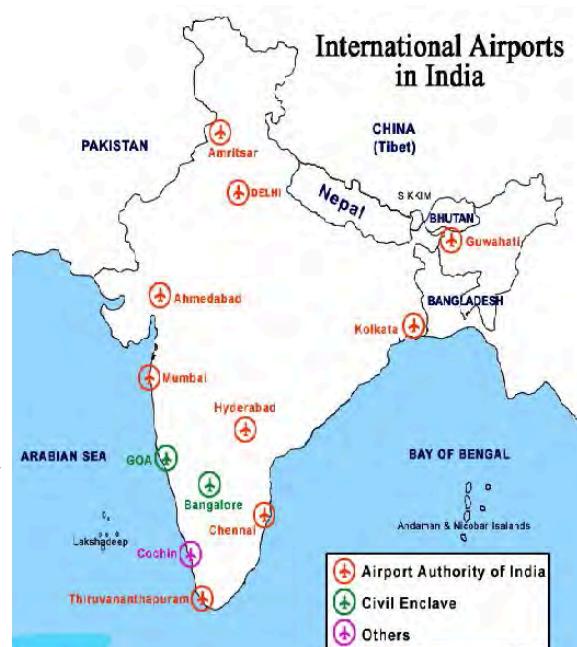 International Airports
in India
PAKISTAN
CHINA
(Tibet)
Amritsar
DELHI
Nepal
SIKKIM
BHUTAN
Guwahati
Ahmedabad
BANGLADESH
Kolkata
Mumbai
Hyderabad
ARABIAN SEA
GOA
BAY OF BENGAL
Bangalore
Chennai
Andaman & Nicobar Isalands
Lakshadeep
Cochin
Thiruvananthapuram
Airport Authority of India
Civil Enclave
Others